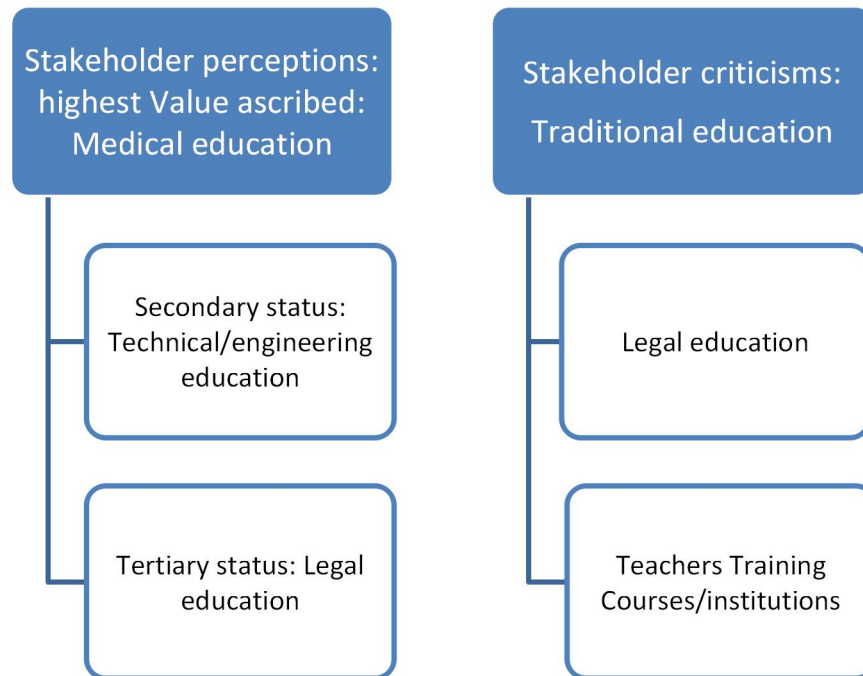 Stakeholder perceptions:
highest Value ascribed:
Medical education
Secondary status:
Technical/engineering
education
Tertiary status: Legal
education
Stakeholder criticisms:
Traditional education
Legal education
Teachers Training
Courses/institutions